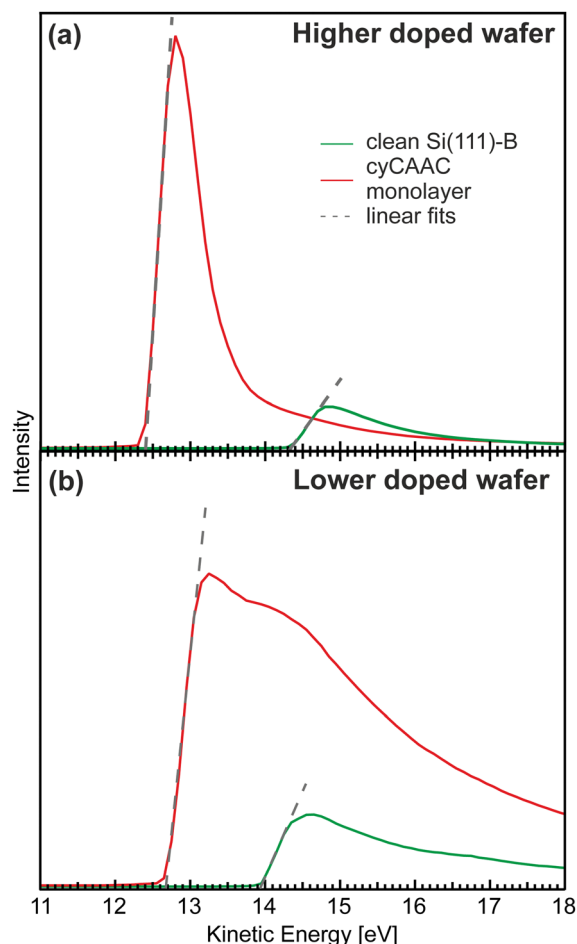 (a)
Higher doped wafer
clean Si(111)-B
cyCAAC
monolayer
linear fits
Intensity
(b)
Lower doped wafer
11 12 13 14 15 16 17 18
Kinetic Energy [eV]